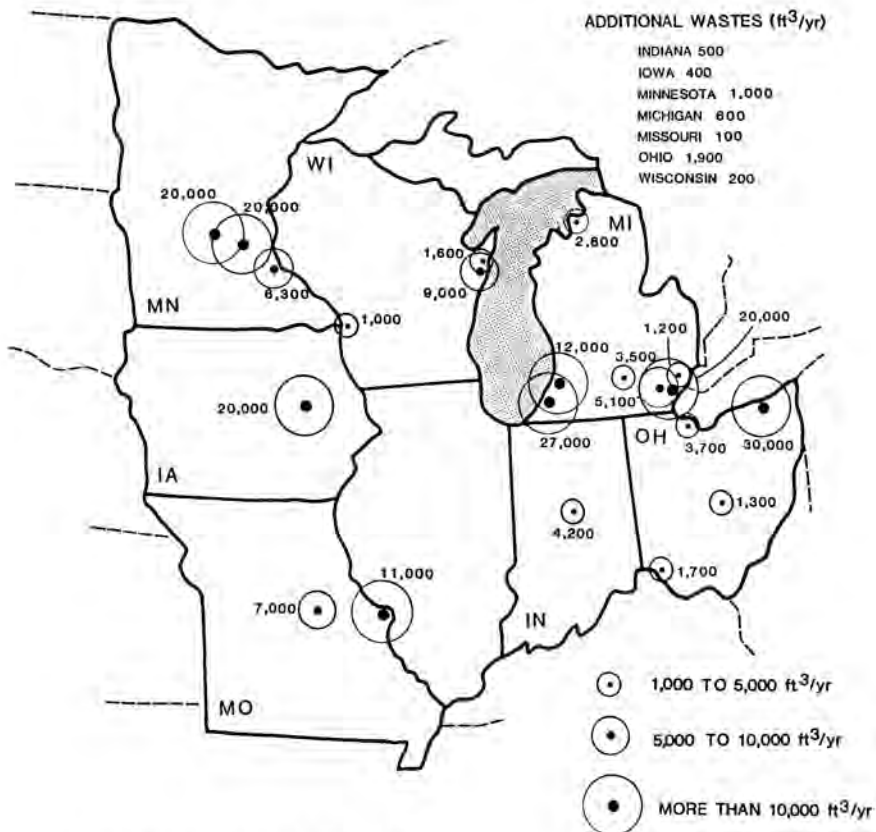 ADDITIONAL WASTES (ft³/yr)
INDIANA 500
IOWA 400
MINNESOTA 1,000
MICHIGAN 600
MISSOURI 100
OHIO 1,900
WISCONSIN 200
WI
20,000
20,000
MI
2,800
1,600
6,300
9,000
MN
1,000
1,200
20,000
12,000
3,500
20,000
5,100
OH
27,000
3,700
30,000
IA
1,300
4,200
11,000
1,700
7,000
IN
1,000 TO 5,000 ft³/yr
MO
5,000 TO 10,000 ft³/yr
MORE THAN 10,000 ft³/yr